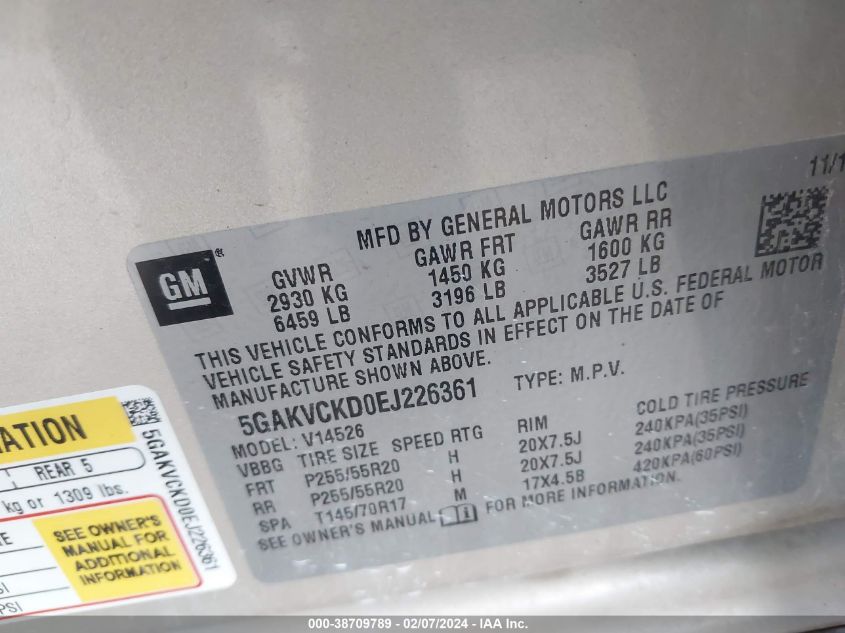 11/1
MFD BY GENERAL MOTORS LLC
GM®
GVWR GAWR FRT GAWR RR
2930 KG 1450 KG 1600 KG
6459 LB 3196 LB 3527 LB
THIS VEHICLE CONFORMS TO ALL APPLICABLE U.S. FEDERAL MOTOR
VEHICLE SAFETY STANDARDS IN EFFECT ON THE DATE OF
MANUFACTURE SHOWN ABOVE.
5GAKVCKD0EJ226361 TYPE: M.P.V.
MODEL: V14526
VBBG TIRE SIZE SPEED RTG RIM COLD TIRE PRESSURE
FRT P255/55R20 H 20X7.5J 240KPA(35PSI)
RR P255/55R20 H 20X7.5J 240KPA(35PSI)
SPA T145/70R17 M 17X4.5B 420KPA(60PSI)
SEE OWNER'S MANUAL FOR MORE INFORMATION.
MATION
REAR 5
kg or 1309 lbs.
5GAKVCKD0EJ226361
SEE OWNER'S
MANUAL FOR
ADDITIONAL
INFORMATION
PSI
000-38709789 - 02/07/2024 - IAA Inc.